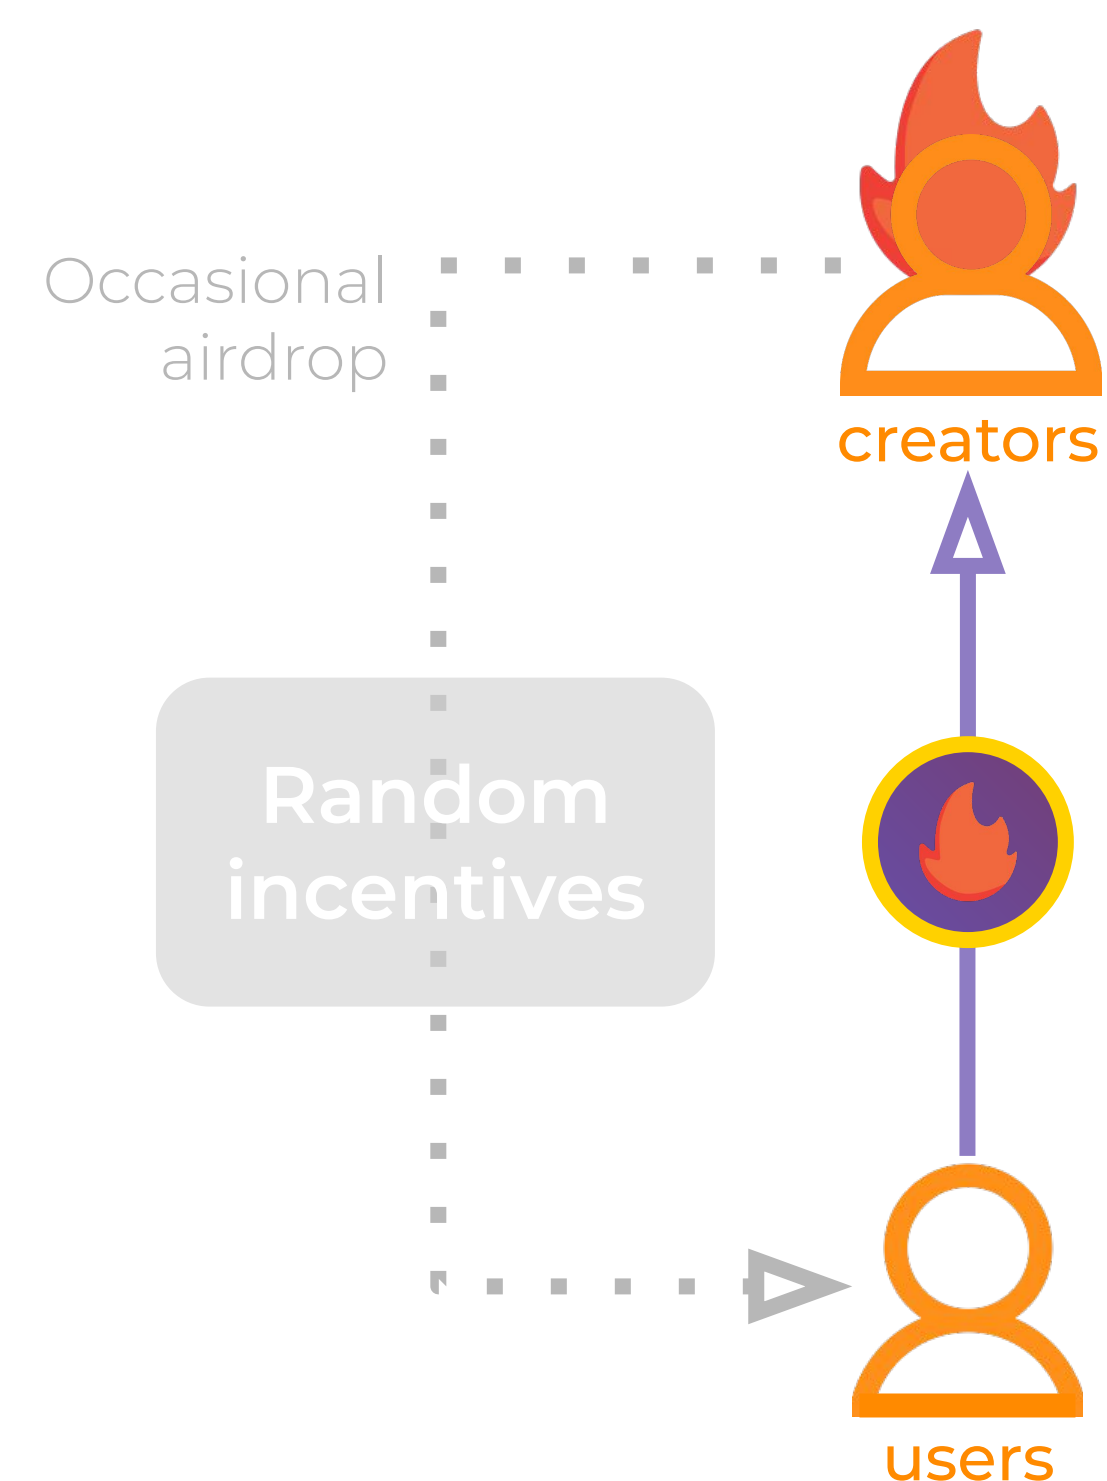 Occasional
airdrop
creators
Random
incentives
users